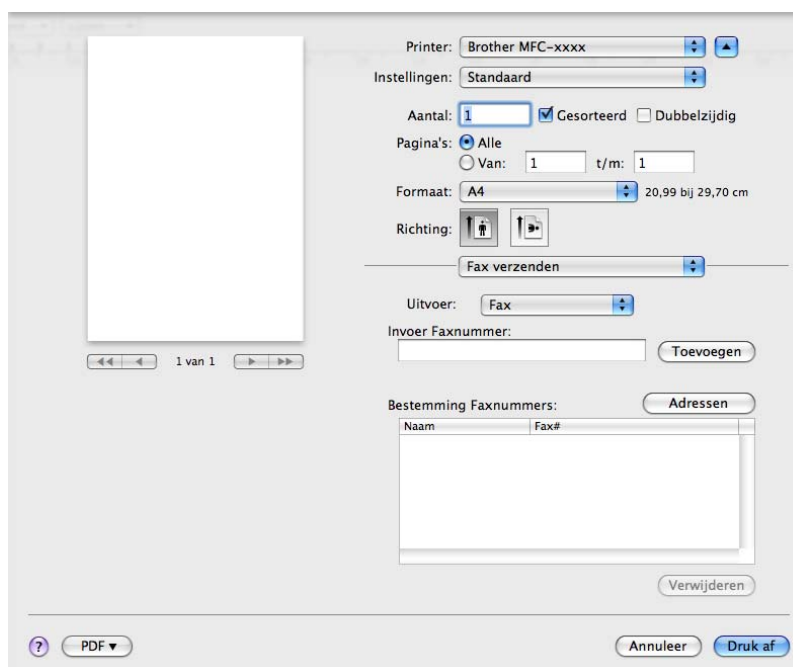 Printer: Brother MFC-xxxx
Instellingen: Standaard
Aantal: 1 Gesorteerd Dubbelzijdig
Pagina's: Alle
Van: 1 t/m: 1
Formaat: A4 20,99 bij 29,70 cm
Richting:
Fax verzenden
Uitvoer: Fax
Invoer Faxnummer:
Toevoegen
1 van 1
Bestemming Faxnummers: Adressen
Naam Fax#
Verwijderen
? PDF▼ Annuleer Druk af